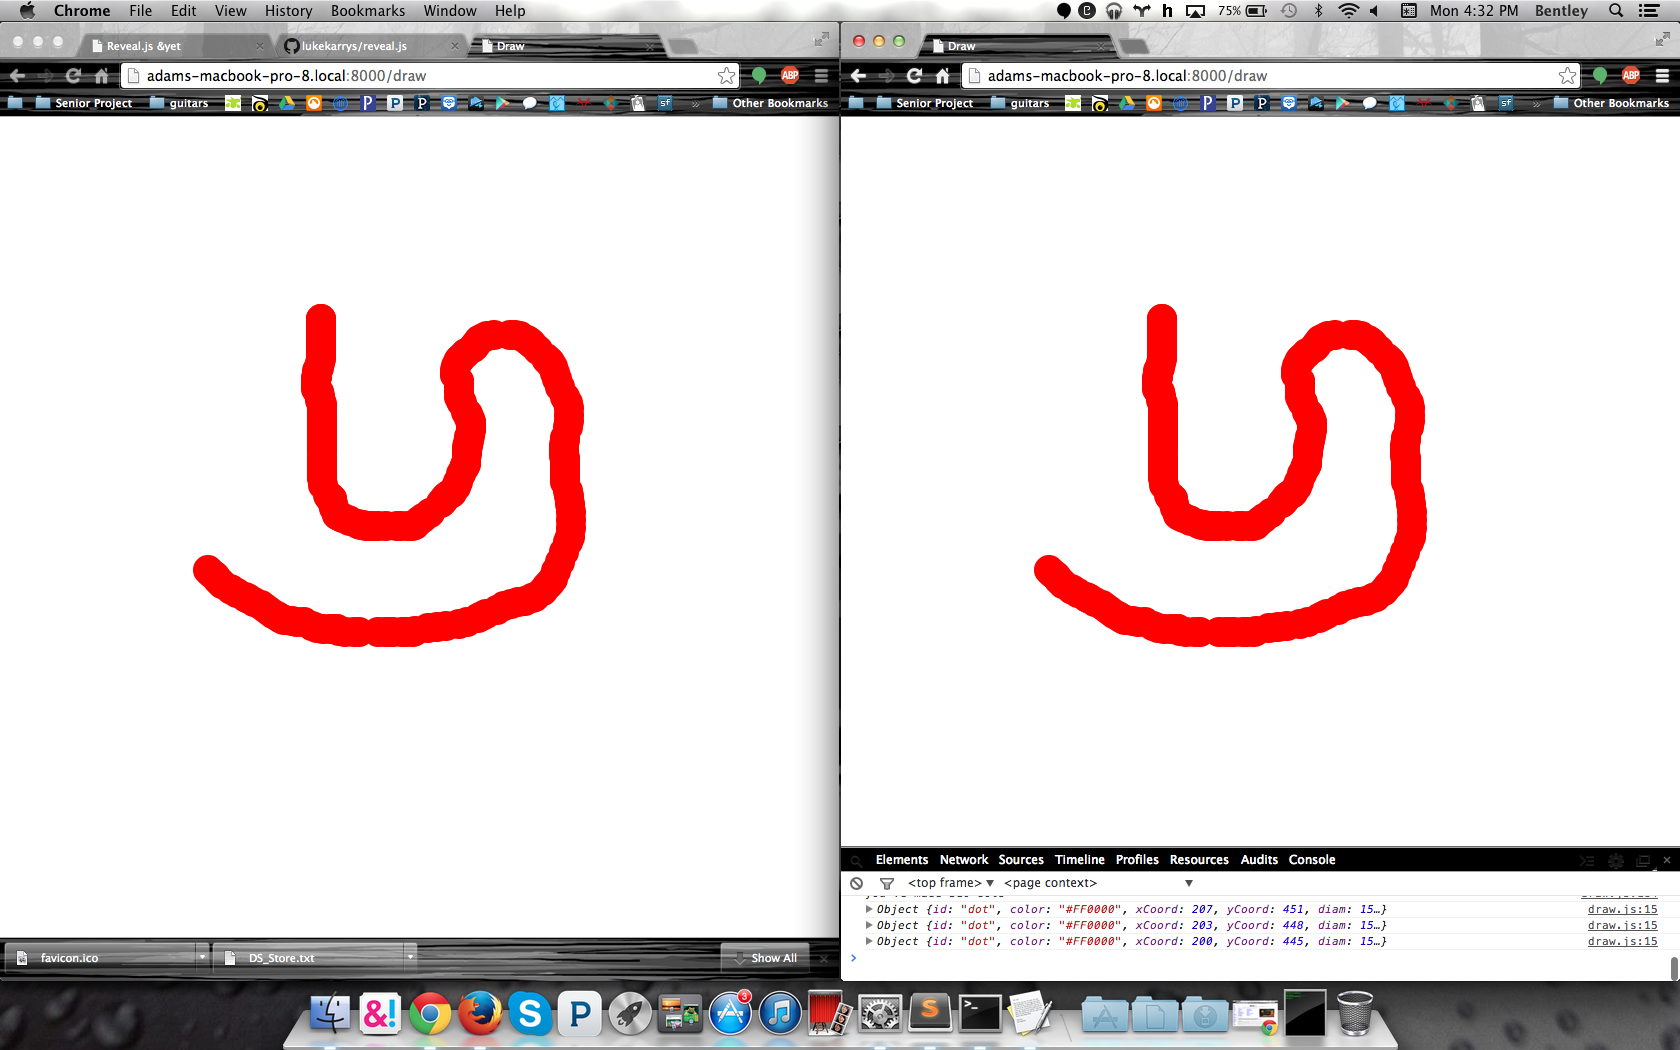 Chrome File Edit View History Bookmarks Window Help
75% Mon 4:32 PM Bentley
Reveal.js &yet
lukekarrys/reveal.js
Draw
adams-macbook-pro-8.local:8000/draw
ABP
Senior Project guitars sf » Other Bookmarks
Draw
adams-macbook-pro-8.local:8000/draw
ABP
Senior Project guitars sf » Other Bookmarks
Elements Network Sources Timeline Profiles Resources Audits Console
<top frame> <page context>
Object {id: "dot", color: "#FF0000", xCoord: 207, yCoord: 451, diam: 15…} draw.js:15
Object {id: "dot", color: "#FF0000", xCoord: 203, yCoord: 448, diam: 15…} draw.js:15
Object {id: "dot", color: "#FF0000", xCoord: 200, yCoord: 445, diam: 15…} draw.js:15
favicon.ico
DS_Store.txt
Show All
&!
S
P
3
S